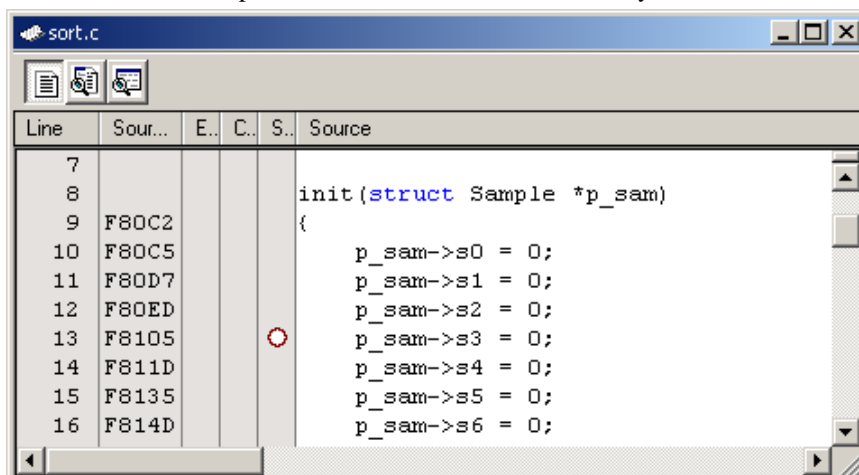 sort.c
Line Sour... E.. C.. S.. Source
7
8 init(struct Sample *p_sam)
9 F80C2 {
10 F80C5 p_sam->s0 = 0;
11 F80D7 p_sam->s1 = 0;
12 F80ED p_sam->s2 = 0;
13 F8105 p_sam->s3 = 0;
14 F811D p_sam->s4 = 0;
15 F8135 p_sam->s5 = 0;
16 F814D p_sam->s6 = 0;